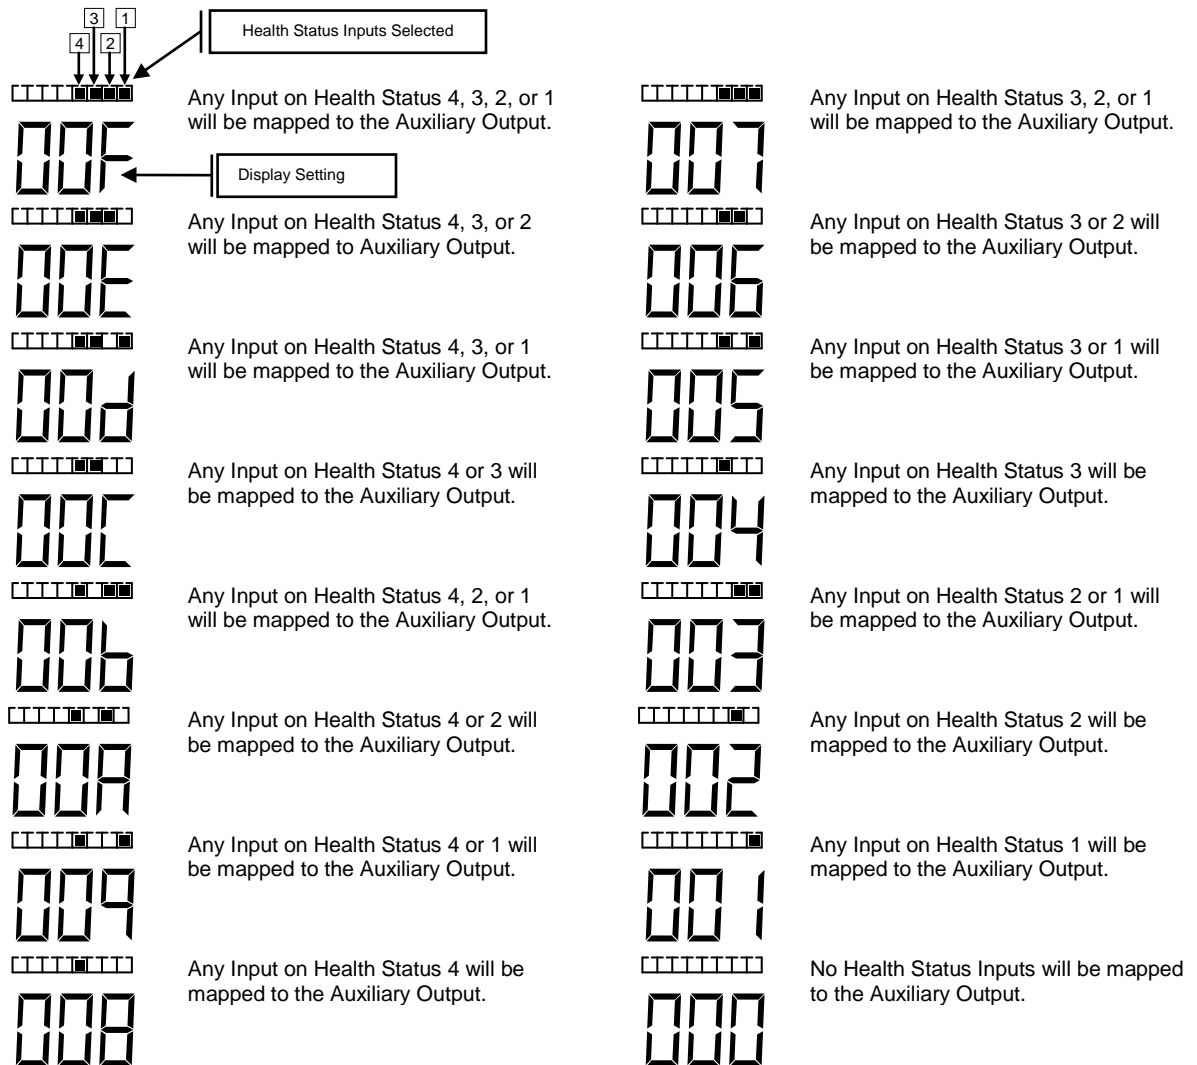 3 1
4 2
Health Status Inputs Selected
Any Input on Health Status 4, 3, 2, or 1
will be mapped to the Auxiliary Output.
00F
Display Setting
Any Input on Health Status 4, 3, or 2
will be mapped to Auxiliary Output.
00E
Any Input on Health Status 4, 3, or 1
will be mapped to the Auxiliary Output.
00d
Any Input on Health Status 4 or 3 will
be mapped to the Auxiliary Output.
00C
Any Input on Health Status 4, 2, or 1
will be mapped to the Auxiliary Output.
00b
Any Input on Health Status 4 or 2 will
be mapped to the Auxiliary Output.
00A
Any Input on Health Status 4 or 1 will
be mapped to the Auxiliary Output.
009
Any Input on Health Status 4 will be
mapped to the Auxiliary Output.
008
Any Input on Health Status 3, 2, or 1
will be mapped to the Auxiliary Output.
007
Any Input on Health Status 3 or 2 will
be mapped to the Auxiliary Output.
006
Any Input on Health Status 3 or 1 will
be mapped to the Auxiliary Output.
005
Any Input on Health Status 3 will be
mapped to the Auxiliary Output.
004
Any Input on Health Status 2 or 1 will
be mapped to the Auxiliary Output.
003
Any Input on Health Status 2 will be
mapped to the Auxiliary Output.
002
Any Input on Health Status 1 will be
mapped to the Auxiliary Output.
001
No Health Status Inputs will be mapped
to the Auxiliary Output.
000